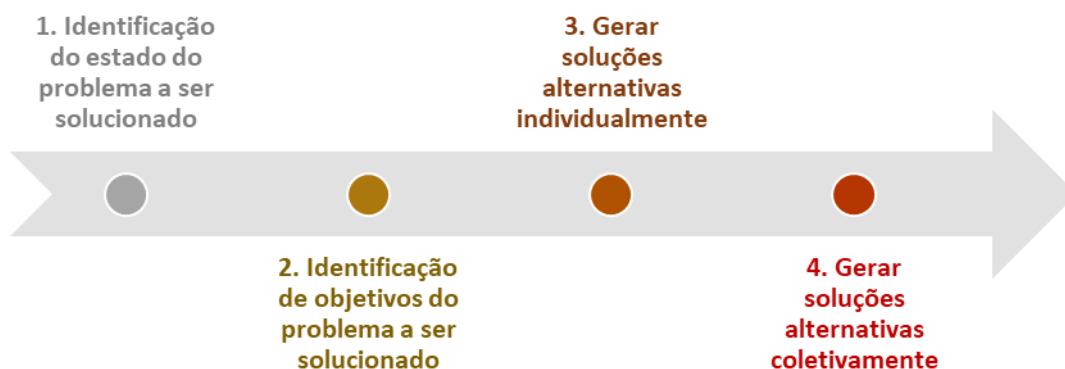 1. Identificação
do estado do
problema a ser
solucionado
2. Identificação
de objetivos do
problema a ser
solucionado
3. Gerar
soluções
alternativas
individualmente
4. Gerar
soluções
alternativas
coletivamente